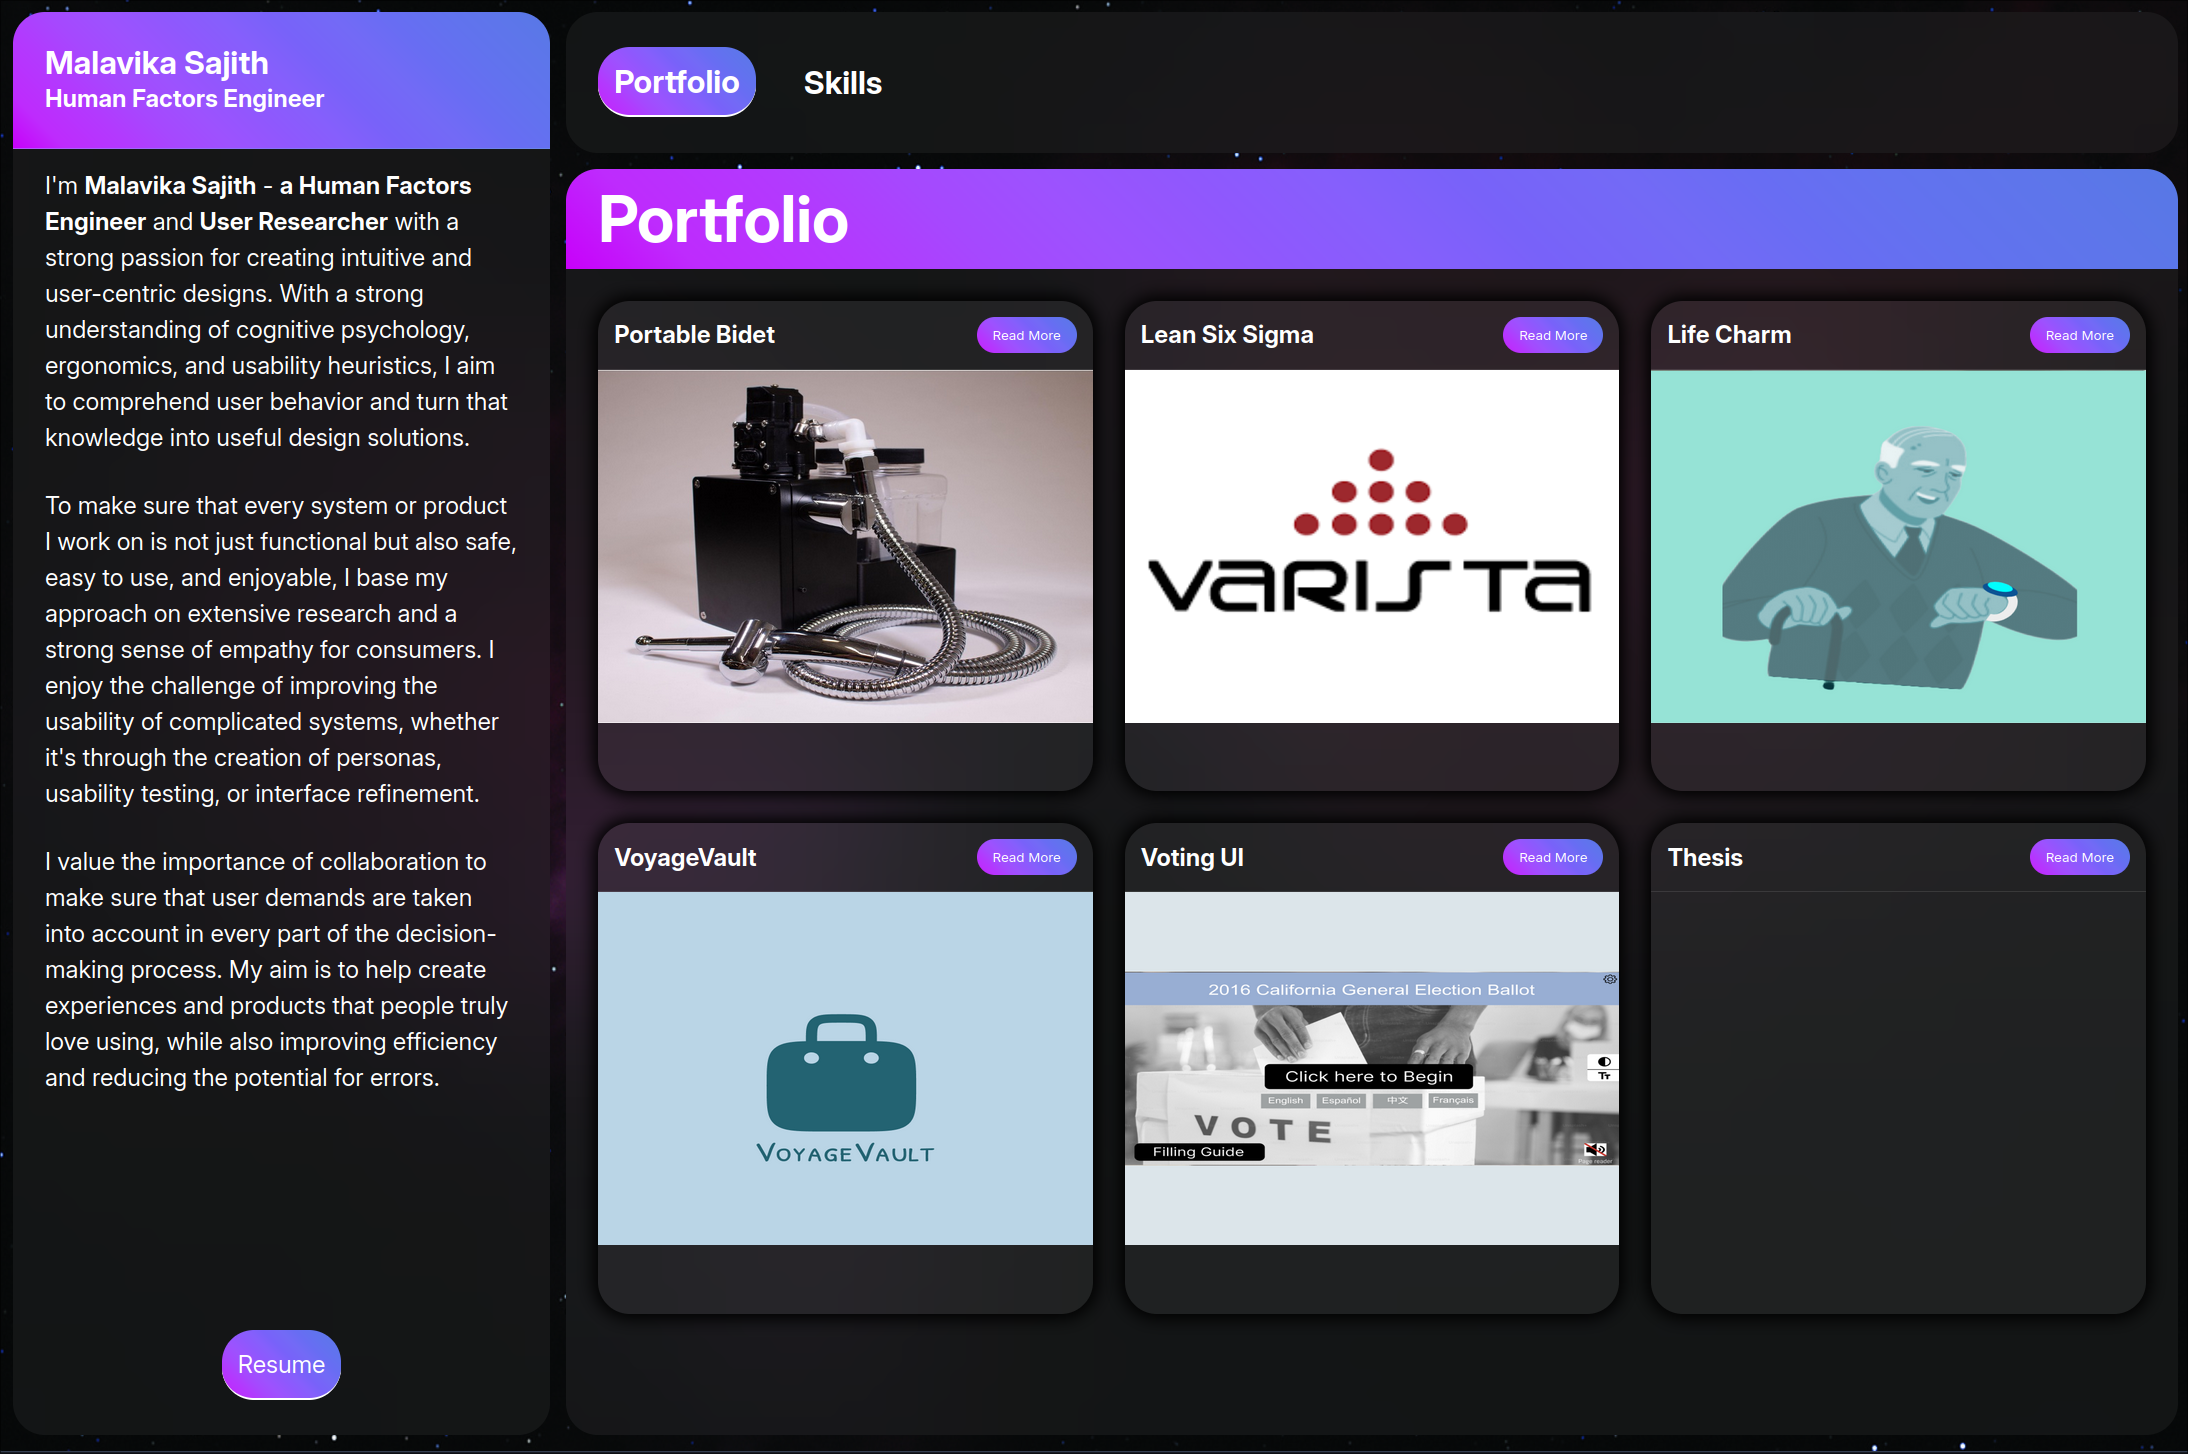 Malavika Sajith
Human Factors Engineer
I'm Malavika Sajith - a Human Factors
Engineer and User Researcher with a
strong passion for creating intuitive and
user-centric designs. With a strong
understanding of cognitive psychology,
ergonomics, and usability heuristics, I aim
to comprehend user behavior and turn that
knowledge into useful design solutions.
To make sure that every system or product
I work on is not just functional but also safe,
easy to use, and enjoyable, I base my
approach on extensive research and a
strong sense of empathy for consumers. I
enjoy the challenge of improving the
usability of complicated systems, whether
it's through the creation of personas,
usability testing, or interface refinement.
I value the importance of collaboration to
make sure that user demands are taken
into account in every part of the decision-
making process. My aim is to help create
experiences and products that people truly
love using, while also improving efficiency
and reducing the potential for errors.
Resume
Portfolio Skills
Portfolio
Portable Bidet Read More
Lean Six Sigma Read More
VARISTA
Life Charm Read More
VoyageVault Read More
VOYAGEVAULT
Voting UI Read More
2016 California General Election Ballot
Click here to Begin
English Español 中文 Français
VOTE
Tт
Filling Guide
Page reader
Thesis Read More